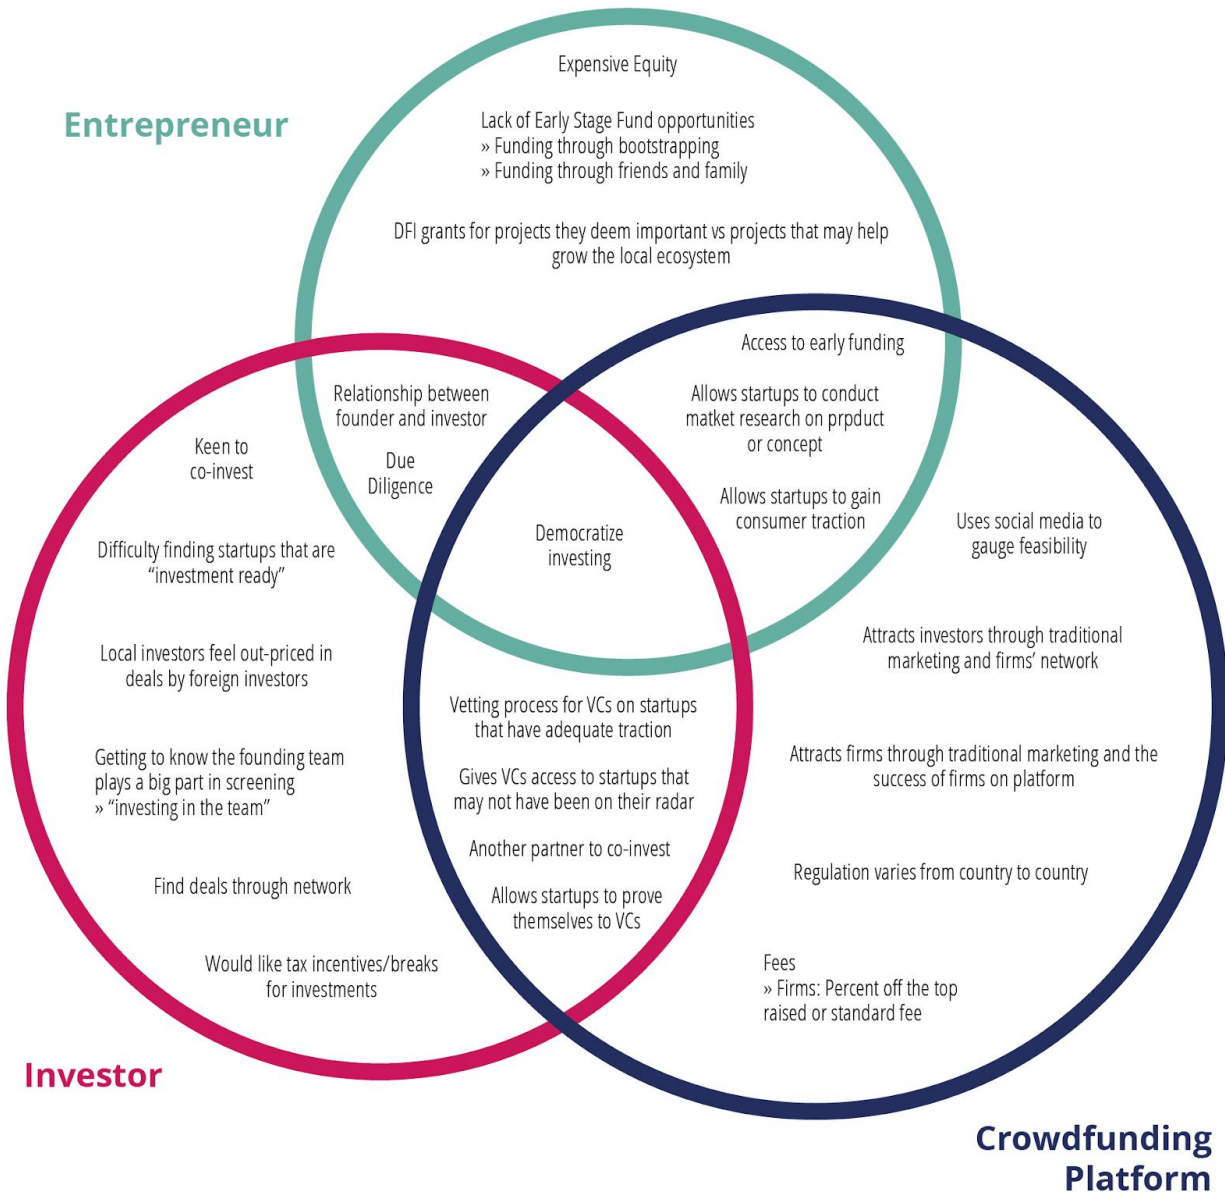 Entrepreneur
Expensive Equity
Lack of Early Stage Fund opportunities
» Funding through bootstrapping
» Funding through friends and family
DFI grants for projects they deem important vs projects that may help
grow the local ecosystem
Access to early funding
Allows startups to conduct
matket research on prpduct
or concept
Allows startups to gain
consumer traction
Relationship between
founder and investor
Due
Diligence
Democratize
investing
Keen to
co-invest
Difficulty finding startups that are
“investment ready”
Local investors feel out-priced in
deals by foreign investors
Getting to know the founding team
plays a big part in screening
» “investing in the team”
Find deals through network
Would like tax incentives/breaks
for investments
Vetting process for VCs on startups
that have adequate traction
Gives VCs access to startups that
may not have been on their radar
Another partner to co-invest
Allows startups to prove
themselves to VCs
Uses social media to
gauge feasibility
Attracts investors through traditional
marketing and firms’ network
Attracts firms through traditional marketing and the
success of firms on platform
Regulation varies from country to country
Fees
» Firms: Percent off the top
raised or standard fee
Investor
Crowdfunding
Platform